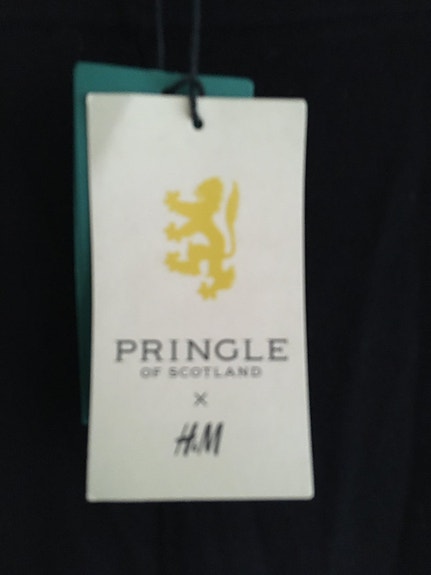 PRINGLE
OF SCOTLAND
×
H&M